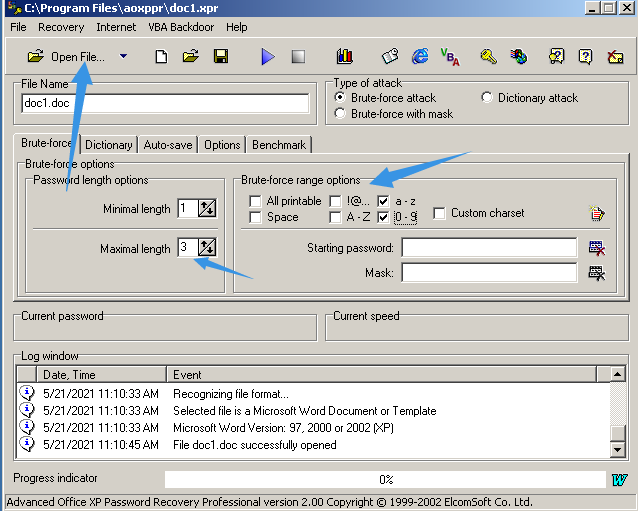 C:\Program Files\aoxppr\doc1.xpr
File Recovery Internet VBA Backdoor Help
Open File...
VBA
File Name
doc1.doc
Type of attack
Brute-force attack Dictionary attack
Brute-force with mask
Brute-force Dictionary Auto-save Options Benchmark
Brute-force options
Password length options
Minimal length 1
Maximal length 3
Brute-force range options
All printable !@... a - z
Space A - Z 0 - 9 Custom charset
Starting password:
Mask:
Current password Current speed
Log window
Date, Time Event
5/21/2021 11:10:33 AM Recognizing file format...
5/21/2021 11:10:33 AM Selected file is a Microsoft Word Document or Template
5/21/2021 11:10:33 AM Microsoft Word Version: 97, 2000 or 2002 (XP)
5/21/2021 11:10:45 AM File doc1.doc successfully opened
Progress indicator 0% W
Advanced Office XP Password Recovery Professional version 2.00 Copyright © 1999-2002 ElcomSoft Co. Ltd.